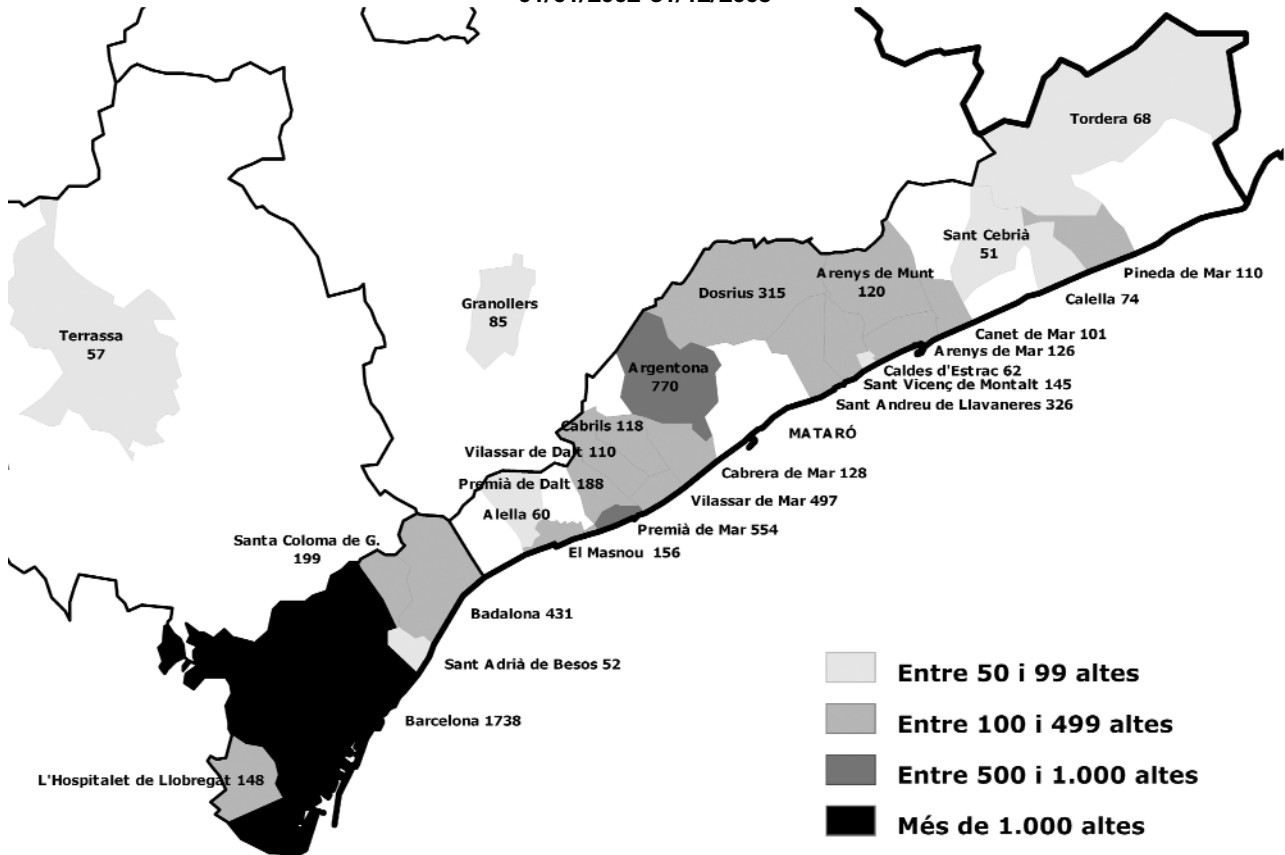 Tordera 68
Sant Cebrià
51
Pineda de Mar 110
Calella 74
Arenys de Munt
120
Dosrius 315
Granollers
85
Terrassa
57
Canet de Mar 101
Arenys de Mar 126
Caldes d'Estrac 62
Sant Vicenç de Montalt 145
Sant Andreu de Llavaneres 326
Argentona
770
MATARÓ
Cabrils 118
Vilassar de Dalt 110
Cabrera de Mar 128
Premià de Dalt 188
Vilassar de Mar 497
Alella 60
Premià de Mar 554
El Masnou 156
Santa Coloma de G.
199
Badalona 431
Sant Adrià de Besos 52
Barcelona 1738
L'Hospitalet de Llobregat 148
Entre 50 i 99 altes
Entre 100 i 499 altes
Entre 500 i 1.000 altes
Més de 1.000 altes